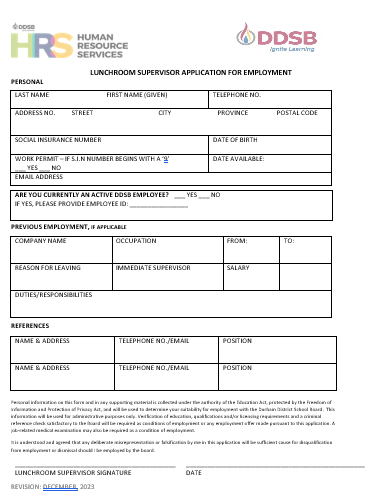 DDSB
HRS HUMAN
RESOURCE
SERVICES
DDSB
Ignite Learning
LUNCHROOM SUPERVISOR APPLICATION FOR EMPLOYMENT
PERSONAL
LAST NAME FIRST NAME (GIVEN) TELEPHONE NO.
ADDRESS NO. STREET CITY PROVINCE POSTAL CODE
SOCIAL INSURANCE NUMBER DATE OF BIRTH
WORK PERMIT – IF S.I.N NUMBER BEGINS WITH A '9' DATE AVAILABLE:
___ YES ___ NO
EMAIL ADDRESS
ARE YOU CURRENTLY AN ACTIVE DDSB EMPLOYEE? ___ YES ___ NO
IF YES, PLEASE PROVIDE EMPLOYEE ID: ________________
PREVIOUS EMPLOYMENT, IF APPLICABLE
COMPANY NAME OCCUPATION FROM: TO:
REASON FOR LEAVING IMMEDIATE SUPERVISOR SALARY
DUTIES/RESPONSIBILITIES
REFERENCES
NAME & ADDRESS TELEPHONE NO./EMAIL POSITION
NAME & ADDRESS TELEPHONE NO./EMAIL POSITION
Personal information on this form and in any supporting material is collected under the authority of the Education Act, protected by the Freedom of
Information and Protection of Privacy Act, and will be used to determine your suitability for employment with the Durham District School Board. This
information will be used for administrative purposes only. Verification of education, qualifications and/or licensing requirements and a criminal
reference check satisfactory to the Board will be required as conditions of employment or any employment offer made pursuant to this application. A
job-related medical examination may also be required as a condition of employment.
It is understood and agreed that any deliberate misrepresentation or falsification by me in this application will be sufficient cause for disqualification
from employment or dismissal should I be employed by the board.
LUNCHROOM SUPERVISOR SIGNATURE DATE
REVISION: DECEMBER, 2023